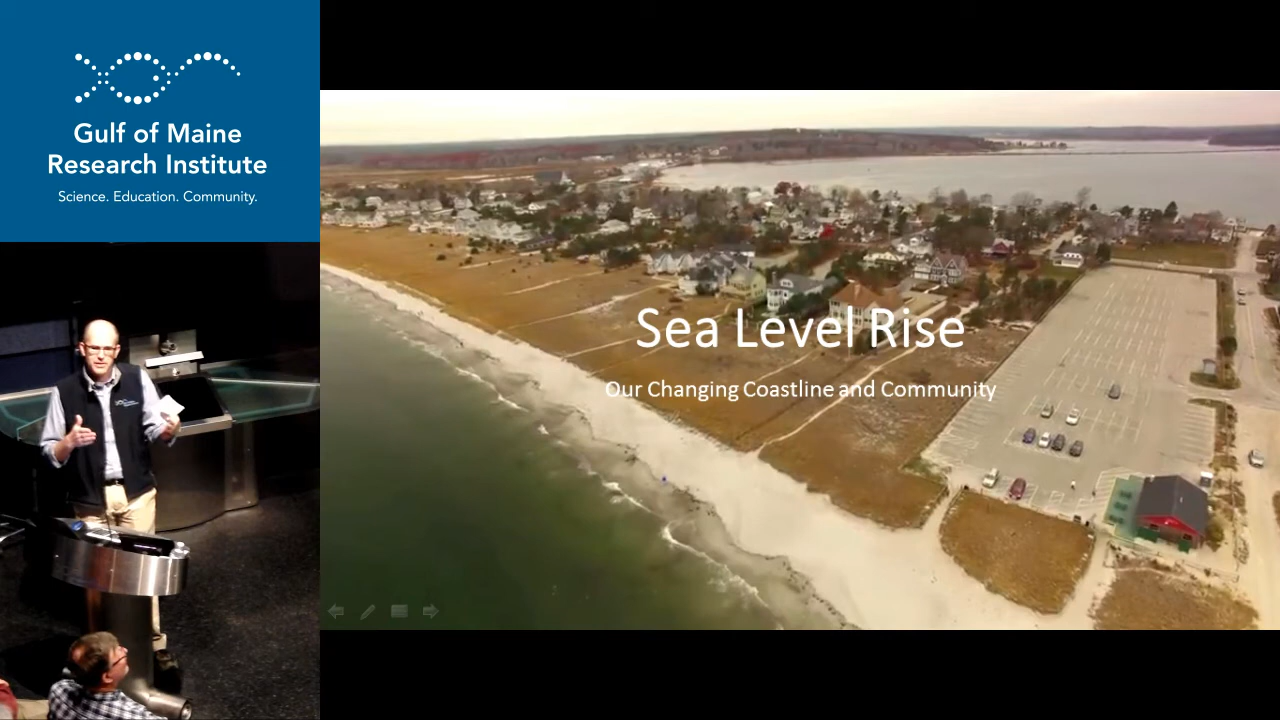 Gulf of Maine
Research Institute
Science. Education. Community.
Sea Level Rise
Our Changing Coastline and Community